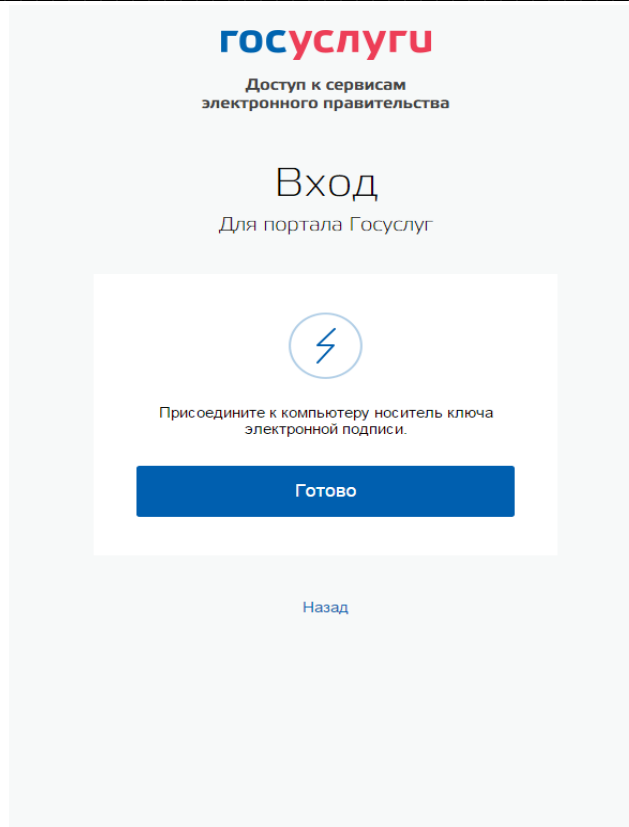 госуслуги
Доступ к сервисам
электронного правительства
Вход
Для портала Госуслуг
Присоедините к компьютеру носитель ключа
электронной подписи.
Готово
Назад